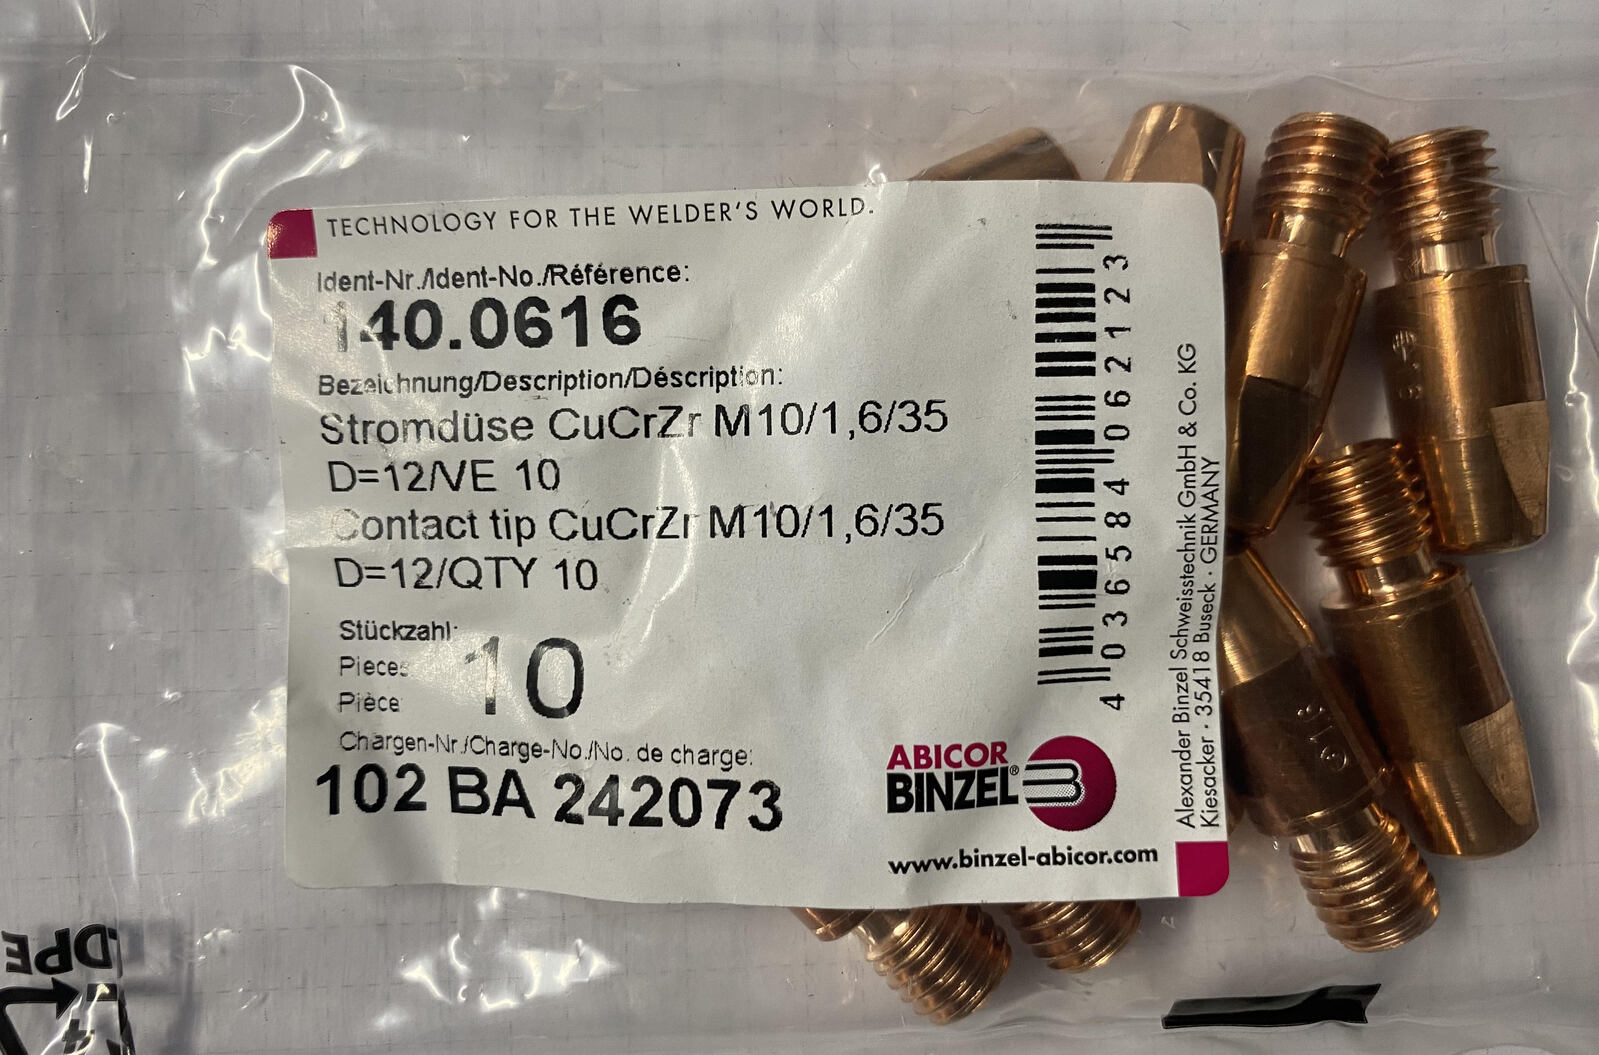 TECHNOLOGY FOR THE WELDER'S WORLD.
Ident-Nr./Ident-No./Référence:
140.0616
Bezeichnung/Description/Déscription:
Stromdüse CuCrZr M10/1,6/35
D=12/VE 10
Contact tip CuCrZr M10/1,6/35
D=12/QTY 10
Stückzahl:
Pieces
Pièce
10
Chargen-Nr./Charge-No./No. de charge:
102 BA 242073
4 036584 062123
ABICOR
BINZEL®
www.binzel-abicor.com
Alexander Binzel Schweisstechnik GmbH & Co. KG
Kiesacker · 35418 Buseck · GERMANY
LDPE
4